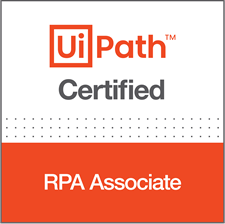 UiPath™
Certified
RPA Associate